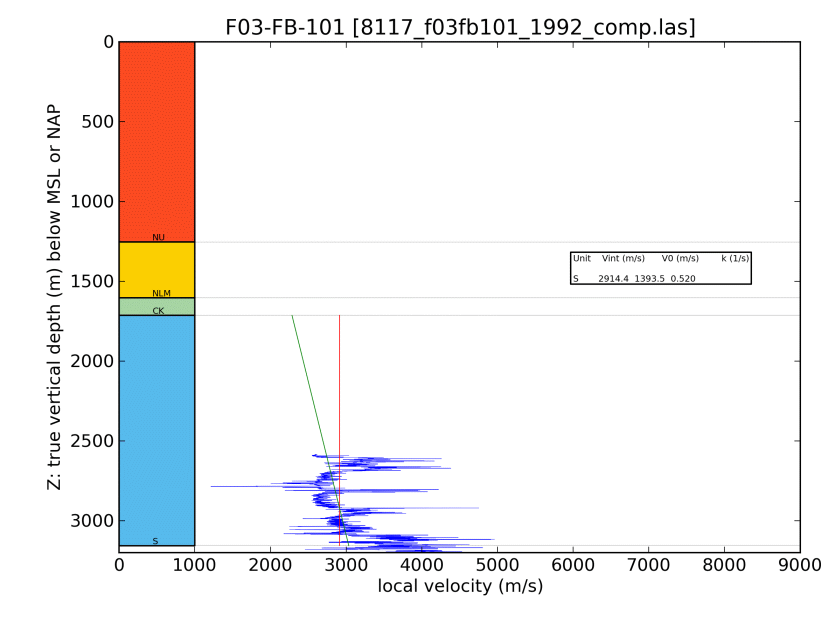 F03-FB-101 [8117_f03fb101_1992_comp.las]
0
500
1000
1500
2000
2500
3000
Z: true vertical depth (m) below MSL or NAP
NU
NLM
CK
S
Unit Vint (m/s) V0 (m/s) k (1/s)
S 2914.4 1393.5 0.520
0 1000 2000 3000 4000 5000 6000 7000 8000 9000
local velocity (m/s)